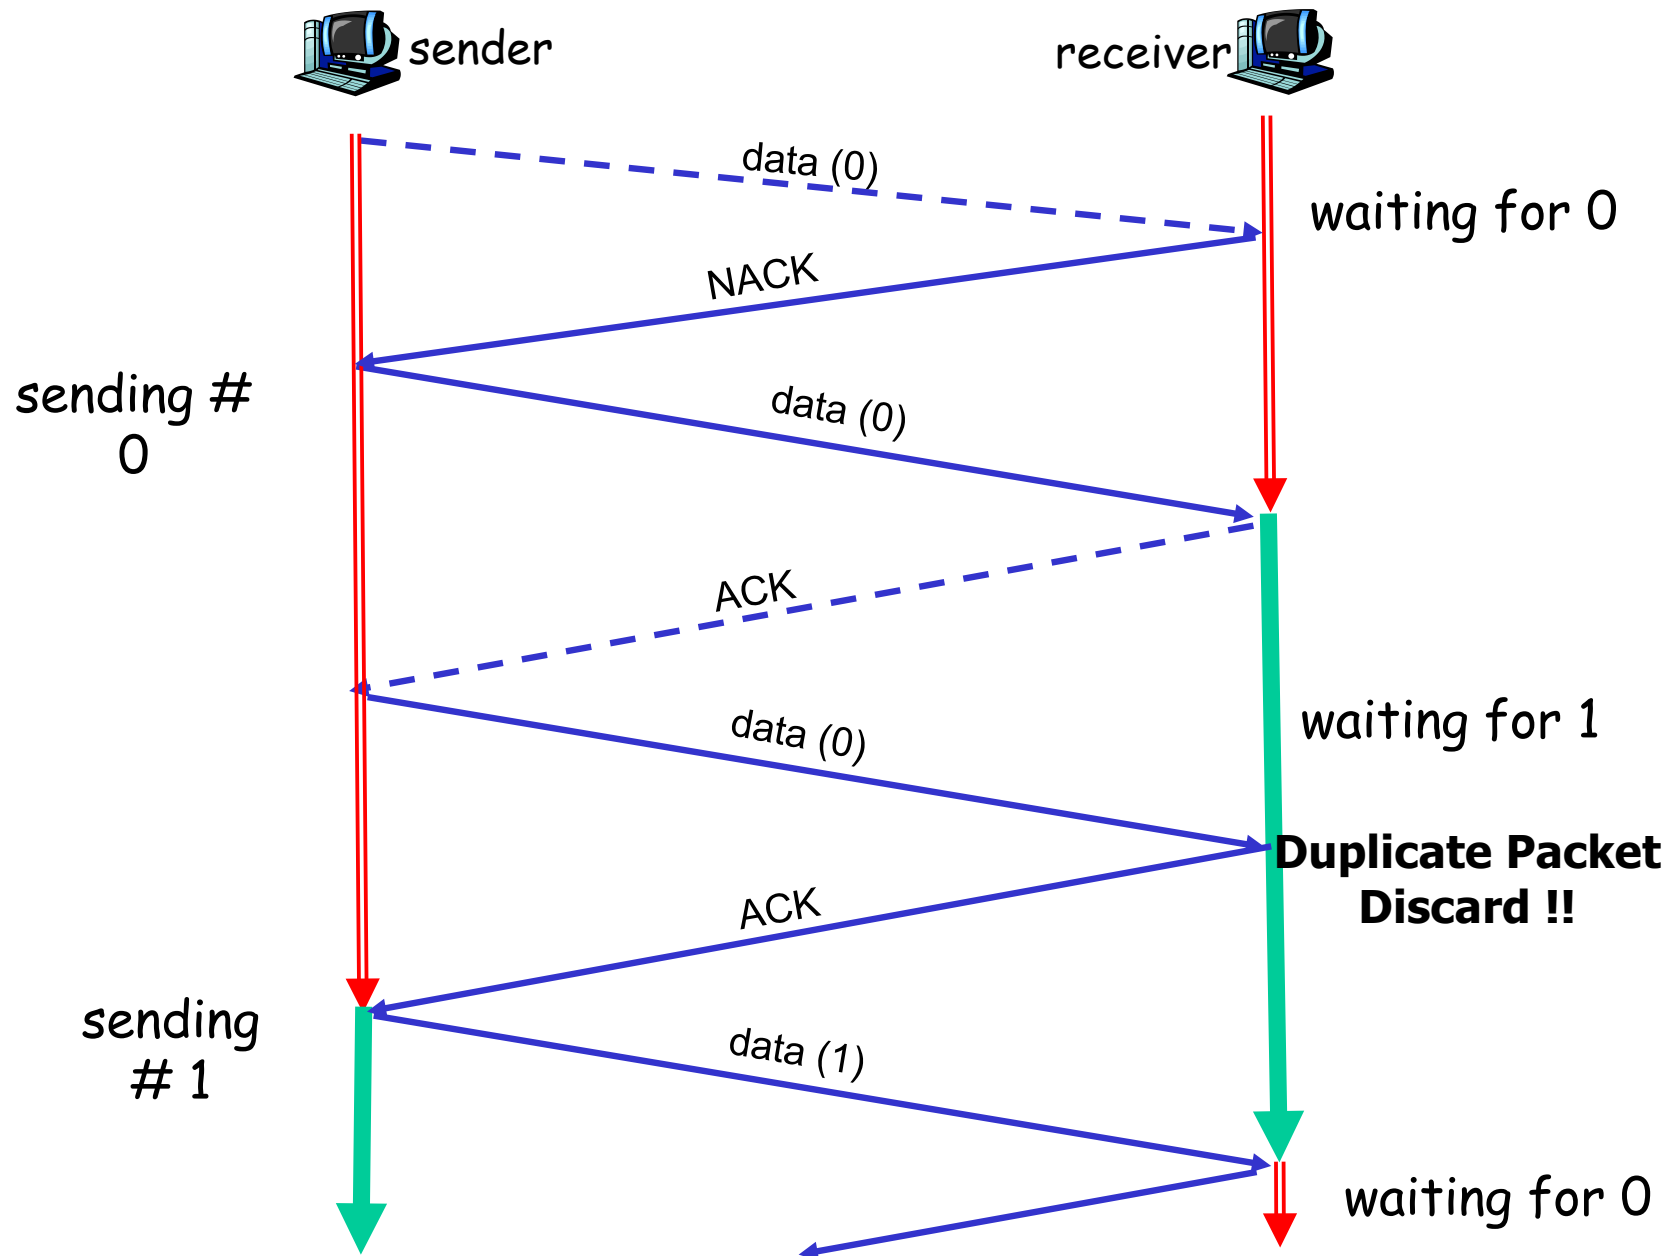 sender
receiver
data (0)
waiting for 0
NACK
sending #
0
data (0)
ACK
waiting for 1
data (0)
Duplicate Packet
Discard !!
ACK
sending
# 1
data (1)
waiting for 0